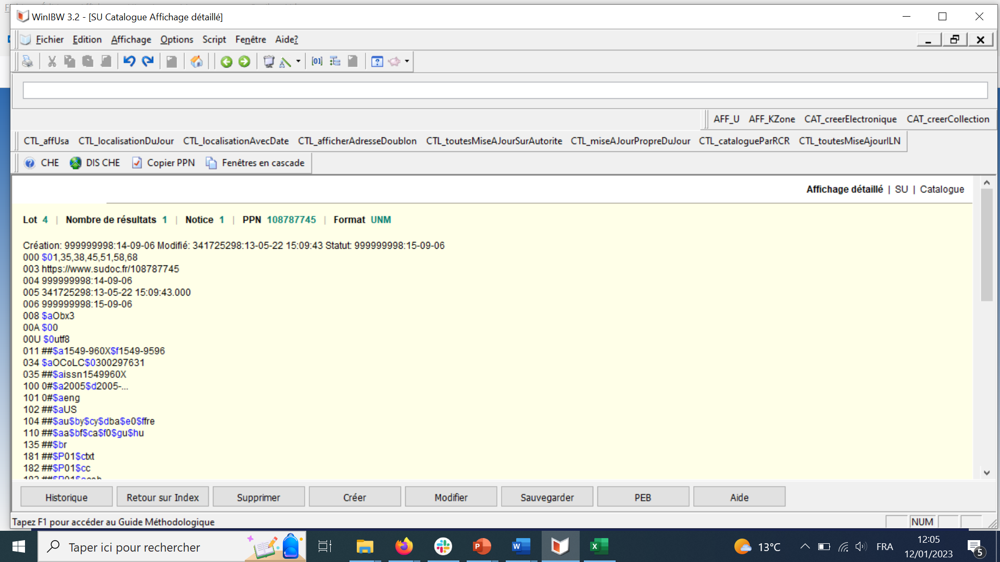 WinIBW 3.2 - [SU Catalogue Affichage détaillé]
Fichier Edition Affichage Options Script Fenêtre Aide?
[01]
AFF_U AFF_KZone CAT_creerElectronique CAT_creerCollection
CTL_affUsa CTL_localisationDuJour CTL_localisationAvecDate CTL_afficherAdresseDoublon CTL_toutesMiseAJourSurAutorite CTL_miseAJourPropreDuJour CTL_catalogueParRCR CTL_toutesMiseAjourILN
CHE DIS CHE Copier PPN Fenêtres en cascade
Affichage détaillé | SU | Catalogue
Lot 4 | Nombre de résultats 1 | Notice 1 | PPN 108787745 | Format UNM
Création: 999999998:14-09-06 Modifié: 341725298:13-05-22 15:09:43 Statut: 999999998:15-09-06
000 $01,35,38,45,51,58,68
003 https://www.sudoc.fr/108787745
004 999999998:14-09-06
005 341725298:13-05-22 15:09:43.000
006 999999998:15-09-06
008 $aObx3
00A $00
00U $0utf8
011 ##$a1549-960X$f1549-9596
034 $aOCoLC$0300297631
035 ##$aissn1549960X
100 0#$a2005$d2005-...
101 0#$aeng
102 ##$aUS
104 ##$au$by$cy$dba$e0$ffre
110 ##$aa$bf$ca$f0$gu$hu
135 ##$br
181 ##$P01$ctxt
182 ##$P01$cc
Historique Retour sur Index Supprimer Créer Modifier Sauvegarder PEB Aide
Tapez F1 pour accéder au Guide Méthodologique
NUM
Taper ici pour rechercher
13°C
FRA
12:05
12/01/2023
5